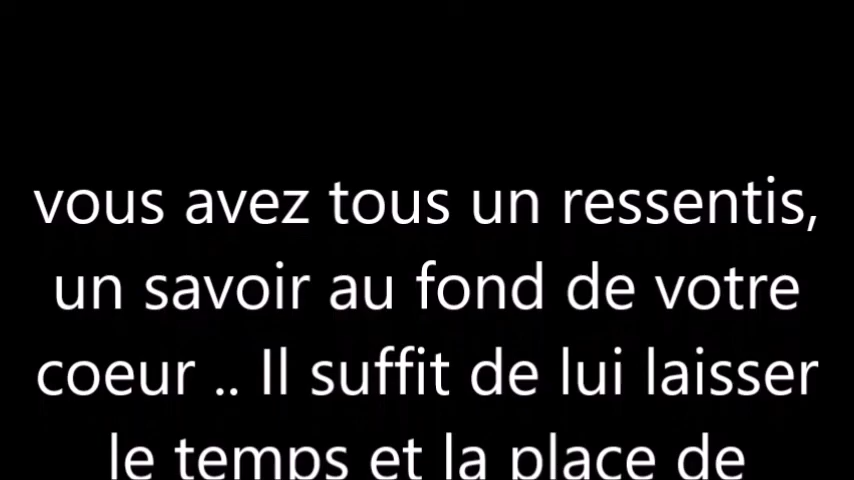 vous avez tous un ressentis,
un savoir au fond de votre
coeur .. Il suffit de lui laisser
le temps et la place de